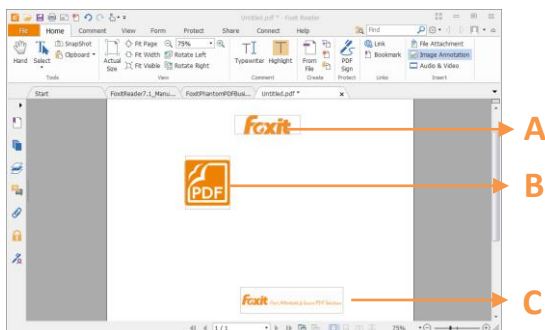 Untitled.pdf * - Foxit Reader
File Home Comment View Form Protect Share Connect Help Find
SnapShot Fit Page 75% Link File Attachment
Hand Select Clipboard Actual Size Fit Width Rotate Left Typewriter Highlight From File PDF Sign Bookmark Image Annotation
Fit Visible Rotate Right Audio & Video
Tools View Comment Create Protect Links Insert
Start FoxitReader7.1_Manu... FoxitPhantomPDFBusi... Untitled.pdf * x
Foxit A
PDF B
Foxit C
1 / 1 75%